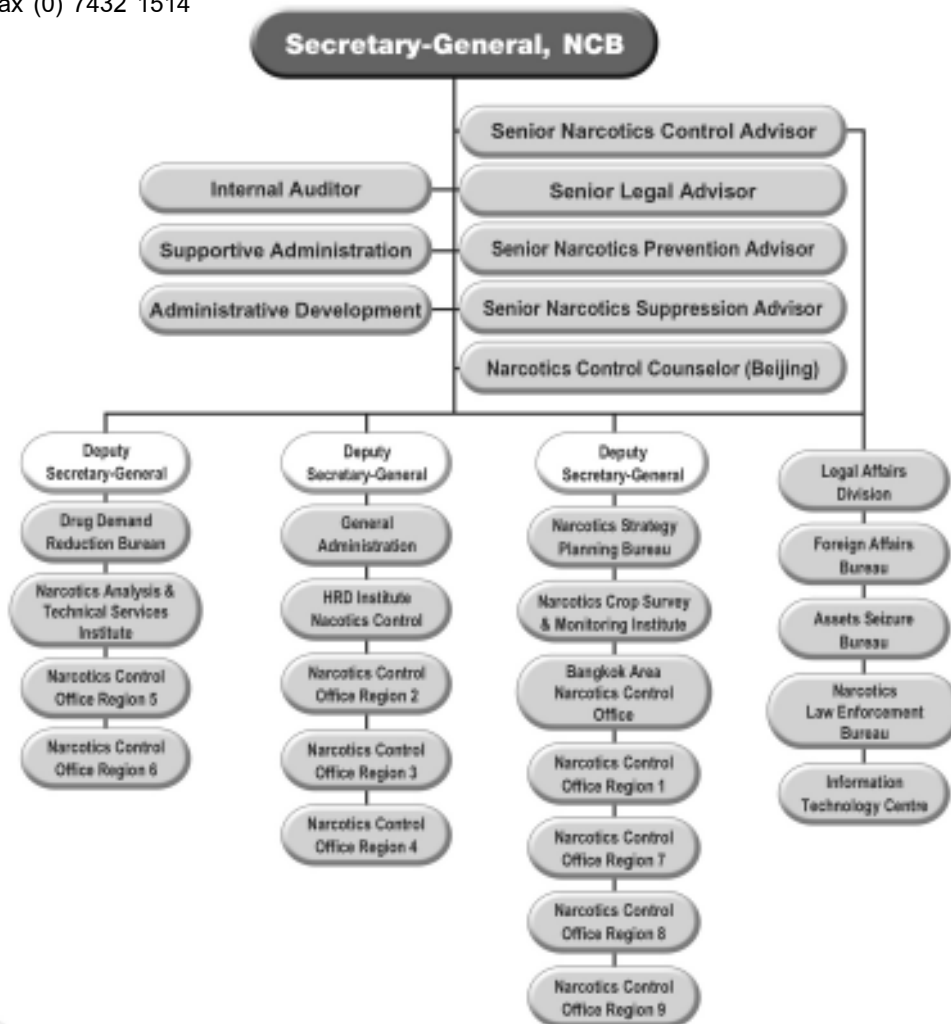 ax (0) 7432 1514
Secretary-General, NCB
Senior Narcotics Control Advisor
Internal Auditor
Senior Legal Advisor
Supportive Administration
Senior Narcotics Prevention Advisor
Administrative Development
Senior Narcotics Suppression Advisor
Narcotics Control Counselor (Beijing)
Deputy
Secretary-General
Drug Demand
Reduction Burean
Narcotics Analysis &
Technical Services
Institute
Narcotics Control
Office Region 5
Narcotics Control
Office Region 6
Deputy
Secretary-General
General
Administration
HRD Institute
Nacotics Control
Narcotics Control
Office Region 2
Narcotics Control
Office Region 3
Narcotics Control
Office Region 4
Deputy
Secretary-General
Narcotics Strategy
Planning Bureau
Narcotics Crop Survey
& Monitoring Institute
Bangkok Area
Narcotics Control
Office
Narcotics Control
Office Region 1
Narcotics Control
Office Region 7
Narcotics Control
Office Region 8
Narcotics Control
Office Region 9
Legal Affairs
Division
Foreign Affairs
Bureau
Assets Seizure
Bureau
Narcotics
Law Enforcement
Bureau
Information
Technology Centre